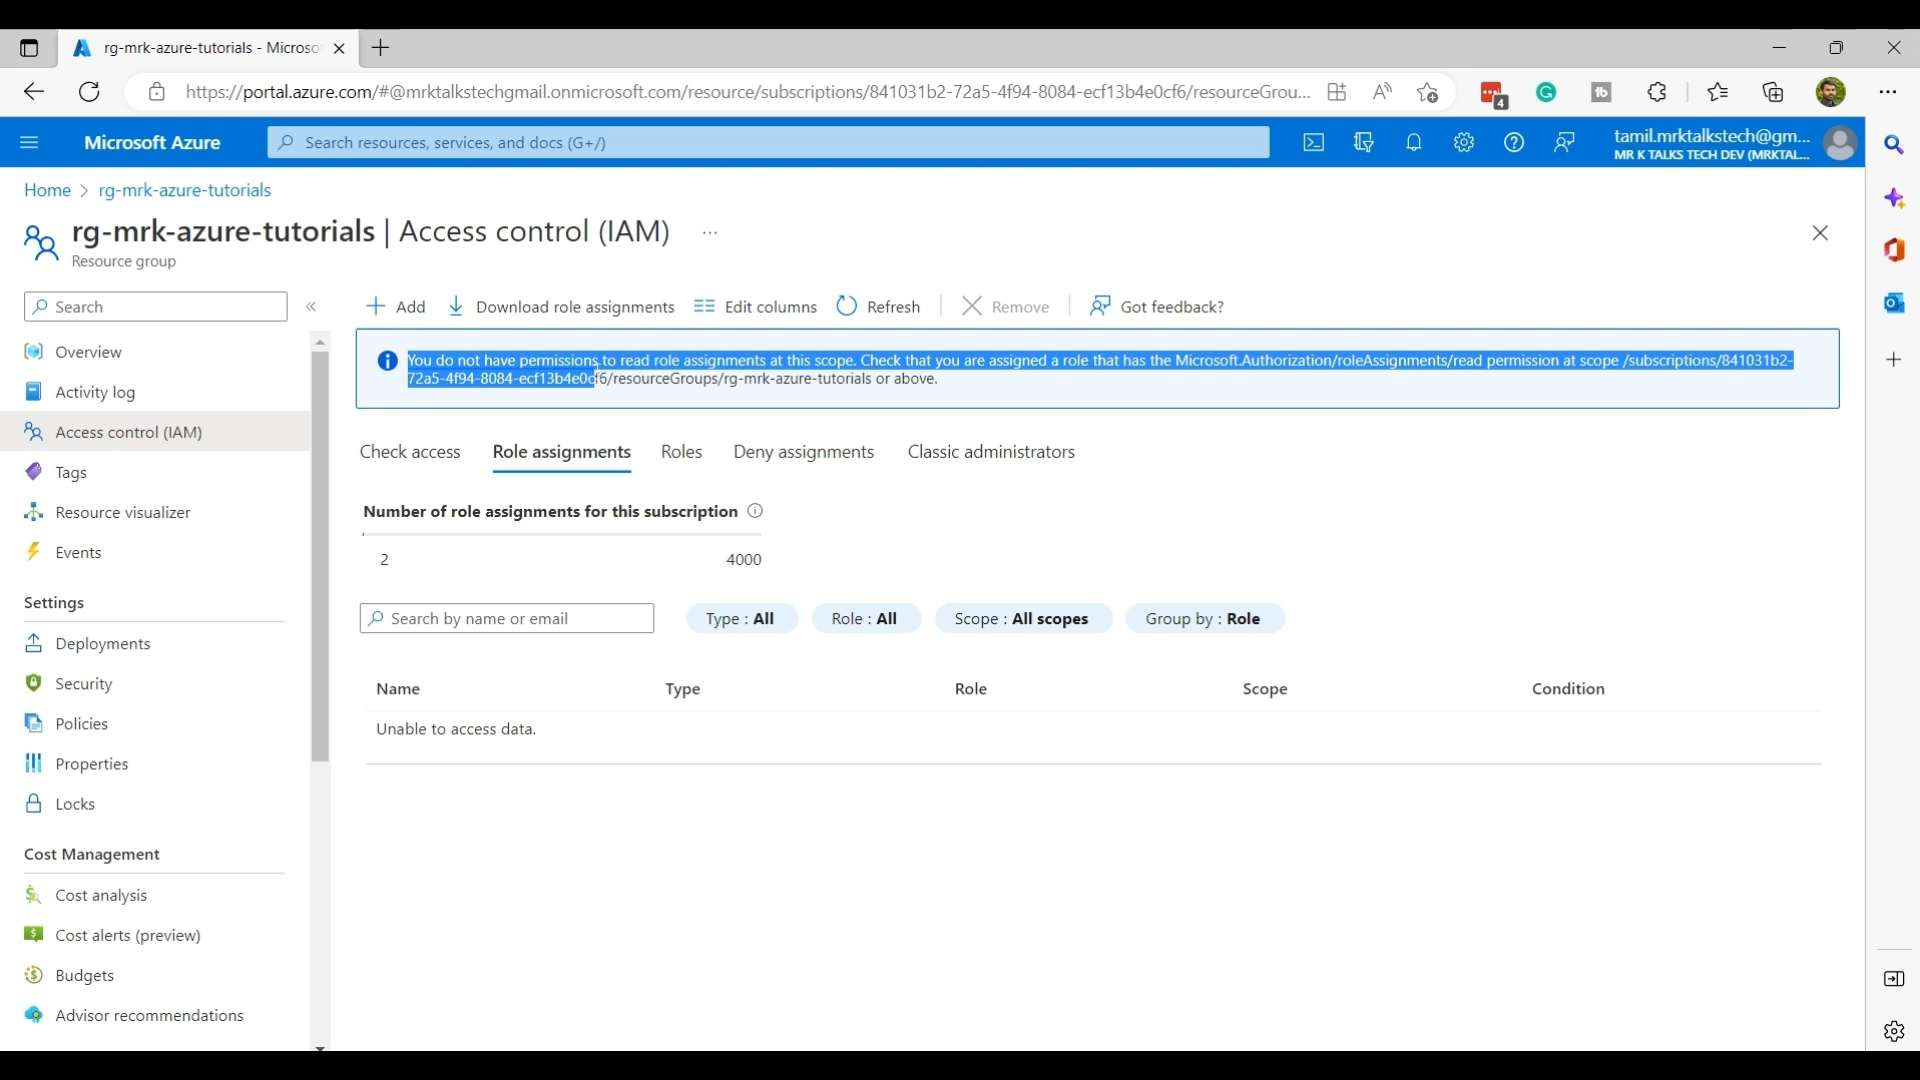 rg-mrk-azure-tutorials - Microso
https://portal.azure.com/#@mrktalkstechgmail.onmicrosoft.com/resource/subscriptions/841031b2-72a5-4f94-8084-ecf13b4e0cf6/resourceGrou...
4
Microsoft Azure
Search resources, services, and docs (G+/)
tamil.mrktalkstech@gm...
MR K TALKS TECH DEV (MRKTAL...
Home > rg-mrk-azure-tutorials
rg-mrk-azure-tutorials | Access control (IAM) ...
Resource group
Search
Add
Download role assignments
Edit columns
Refresh
Remove
Got feedback?
You do not have permissions to read role assignments at this scope. Check that you are assigned a role that has the Microsoft.Authorization/roleAssignments/read permission at scope /subscriptions/841031b2-
72a5-4f94-8084-ecf13b4e0cf6/resourceGroups/rg-mrk-azure-tutorials or above.
Overview
Activity log
Access control (IAM)
Tags
Resource visualizer
Events
Settings
Deployments
Security
Policies
Properties
Locks
Cost Management
Cost analysis
Cost alerts (preview)
Budgets
Advisor recommendations
Check access
Role assignments
Roles
Deny assignments
Classic administrators
Number of role assignments for this subscription
2
4000
Search by name or email
Type : All
Role : All
Scope : All scopes
Group by : Role
Name
Type
Role
Scope
Condition
Unable to access data.